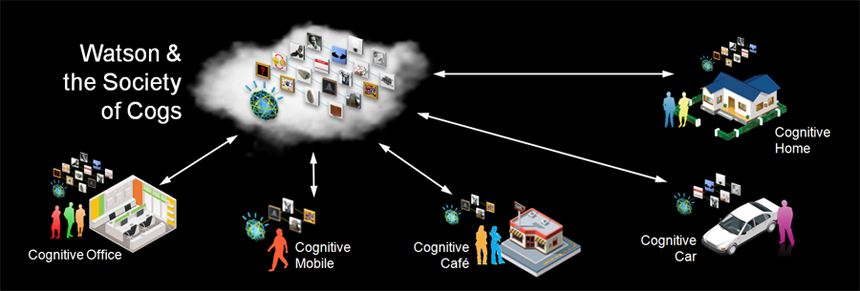 Watson &
the Society
of Cogs
Cognitive
Home
Cognitive Office
Cognitive
Mobile
Cognitive
Café
Cognitive
Car